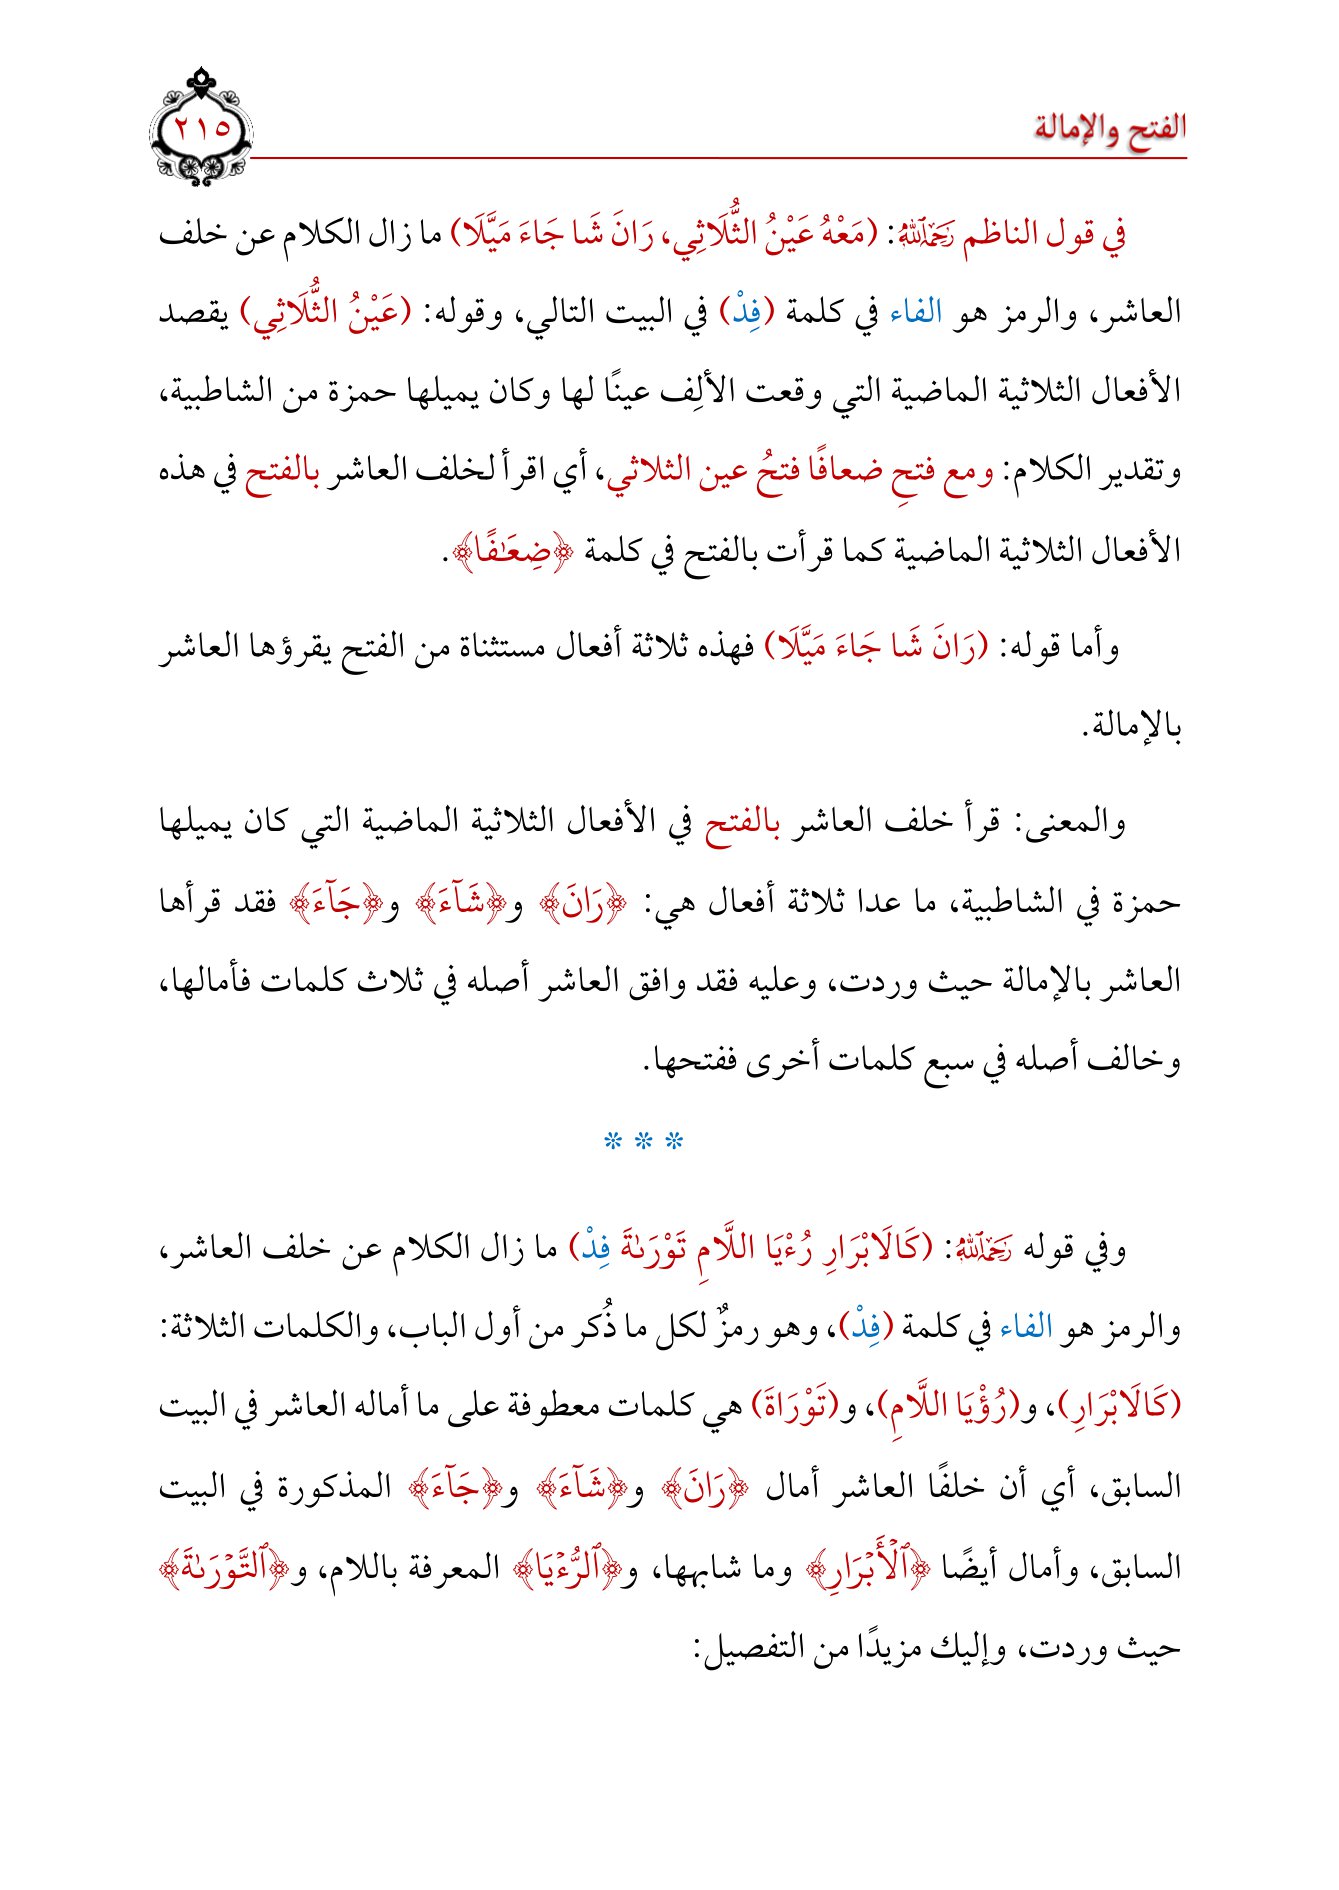 الفتح والإمالة
٢١٥
في قول الناظم رَحِمَهُ ٱللَّهُ: (مَعْهُ عَيْنُ الثُّلَاثِي، رَانَ شَا جَاءَ مَيَّلَا) ما زال الكلام عن خلف
العاشر، والرمز هو الفاء في كلمة (فِدْ) في البيت التالي، وقوله: (عَيْنُ الثُّلَاثِي) يقصد
الأفعال الثلاثية الماضية التي وقعت الألِف عينًا لها وكان يميلها حمزة من الشاطبية،
وتقدير الكلام: ومع فتحِ ضعافًا فتحُ عين الثلاثي، أي اقرأ لخلف العاشر بالفتح في هذه
الأفعال الثلاثية الماضية كما قرأت بالفتح في كلمة ﴿ضِعَٰفًا﴾.
وأما قوله: (رَانَ شَا جَاءَ مَيَّلَا) فهذه ثلاثة أفعال مستثناة من الفتح يقرؤها العاشر
بالإمالة.
والمعنى: قرأ خلف العاشر بالفتح في الأفعال الثلاثية الماضية التي كان يميلها
حمزة في الشاطبية، ما عدا ثلاثة أفعال هي: ﴿رَانَ﴾ و﴿شَآءَ﴾ و﴿جَآءَ﴾ فقد قرأها
العاشر بالإمالة حيث وردت، وعليه فقد وافق العاشر أصله في ثلاث كلمات فأمالها،
وخالف أصله في سبع كلمات أخرى ففتحها.
* * *
وفي قوله رَحِمَهُ ٱللَّهُ: (كَالَابْرَارِ رُءْيَا اللَّامِ تَوْرَىٰةَ فِدْ) ما زال الكلام عن خلف العاشر،
والرمز هو الفاء في كلمة (فِدْ)، وهو رمزٌ لكل ما ذُكر من أول الباب، والكلمات الثلاثة:
(كَالَابْرَارِ)، و(رُؤْيَا اللَّامِ)، و(تَوْرَاةَ) هي كلمات معطوفة على ما أماله العاشر في البيت
السابق، أي أن خلفًا العاشر أمال ﴿رَانَ﴾ و﴿شَآءَ﴾ و﴿جَآءَ﴾ المذكورة في البيت
السابق، وأمال أيضًا ﴿ٱلْأَبْرَارِ﴾ وما شابهها، و﴿ٱلرُّءْيَا﴾ المعرفة باللام، و﴿ٱلتَّوْرَىٰةَ﴾
حيث وردت، وإليك مزيدًا من التفصيل: